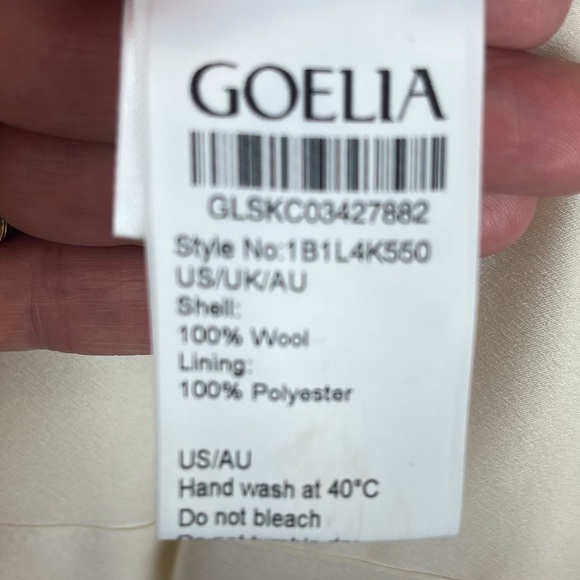 GOELIA
GLSKC03427882
Style No:1B1L4K550
US/UK/AU
Shell:
100% Wool
Lining:
100% Polyester
US/AU
Hand wash at 40°C
Do not bleach